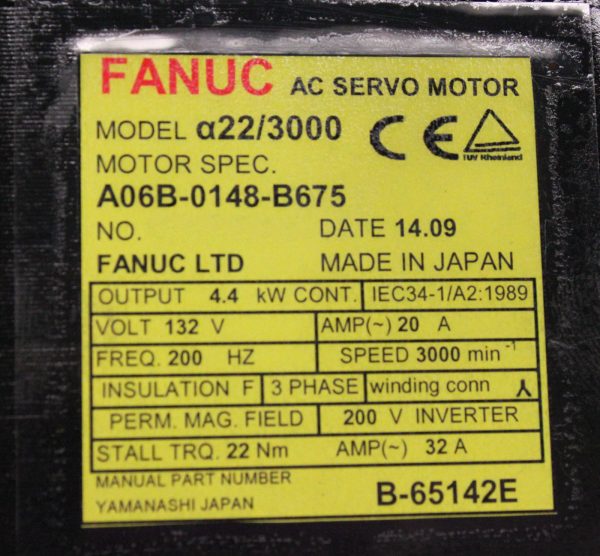 FANUC AC SERVO MOTOR
MODEL α22/3000
MOTOR SPEC.
A06B-0148-B675
CE
TUV Rheinland
NO. DATE 14.09
FANUC LTD MADE IN JAPAN
OUTPUT 4.4 kW CONT. IEC34-1/A2:1989
VOLT 132 V AMP(~) 20 A
FREQ. 200 HZ SPEED 3000 min⁻¹
INSULATION F 3 PHASE winding conn
PERM. MAG. FIELD 200 V INVERTER
STALL TRQ. 22 Nm AMP(~) 32 A
MANUAL PART NUMBER B-65142E
YAMANASHI JAPAN